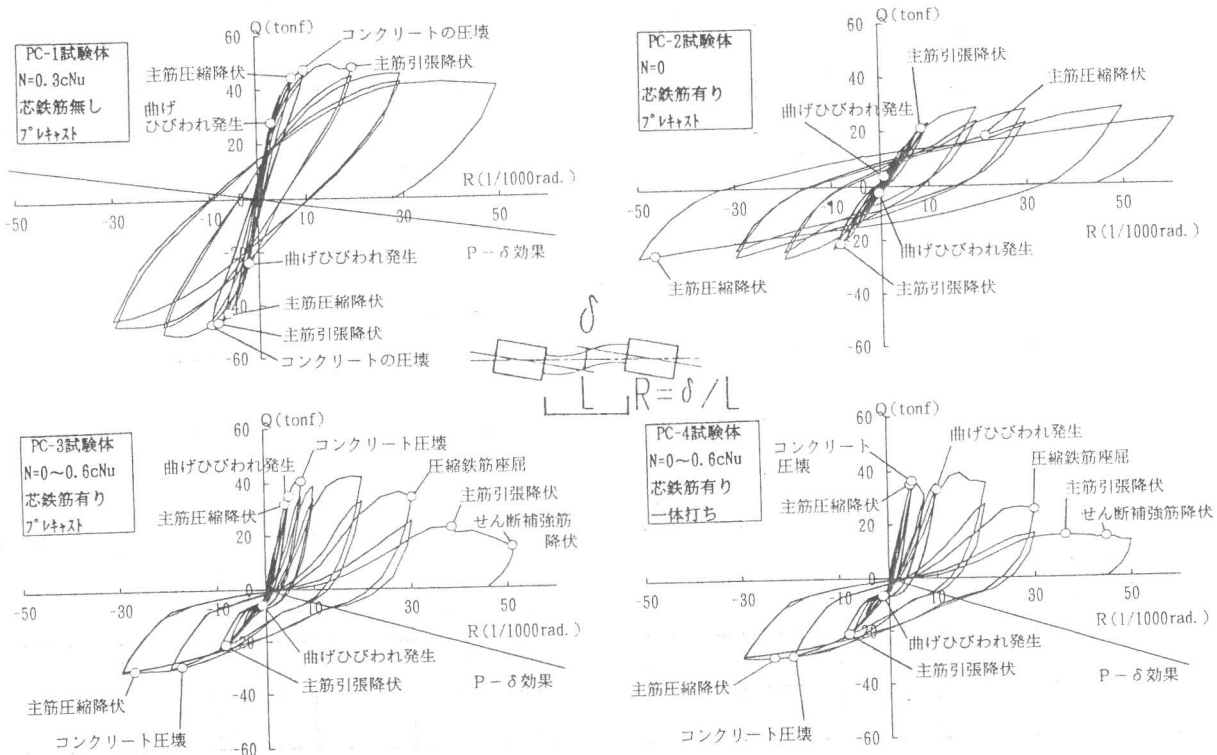 Q(tonf)
60
コンクリートの圧壊
PC-1試験体
N=0.3cNu
芯鉄筋無し
プレキャスト
主筋圧縮降伏
主筋引張降伏
40
曲げ
ひびわれ発生
20
0
R(1/1000rad.)
-50
-30
-10
10
30
50
-20
P－δ効果
曲げひびわれ発生
-40
主筋圧縮降伏
主筋引張降伏
-60
コンクリートの圧壊
Q(tonf)
60
PC-2試験体
N=0
芯鉄筋有り
プレキャスト
主筋引張降伏
40
主筋圧縮降伏
曲げひびわれ発生
20
0
-50
-30
-10
10
30
50
R(1/1000rad.)
-20
曲げひびわれ発生
主筋圧縮降伏
主筋引張降伏
-40
-60
δ
L
R=δ/L
Q(tonf)
60
PC-3試験体
N=0～0.6cNu
芯鉄筋有り
プレキャスト
コンクリート圧壊
曲げひびわれ発生
圧縮鉄筋座屈
40
主筋引張降伏
主筋圧縮降伏
せん断補強筋
降伏
20
0
-50
-30
-10
10
30
50
R(1/1000rad.)
-20
曲げひびわれ発生
主筋引張降伏
P－δ効果
主筋圧縮降伏
-40
コンクリート圧壊
-60
Q(tonf)
60
PC-4試験体
N=0～0.6cNu
芯鉄筋有り
一体打ち
コンクリート
圧壊
曲げひびわれ発生
圧縮鉄筋座屈
40
主筋引張降伏
主筋圧縮降伏
せん断補強筋
降伏
20
0
-50
-30
-10
10
30
50
R(1/1000rad.)
-20
曲げひびわれ発生
主筋引張降伏
P－δ効果
主筋圧縮降伏
-40
コンクリート圧壊
-60